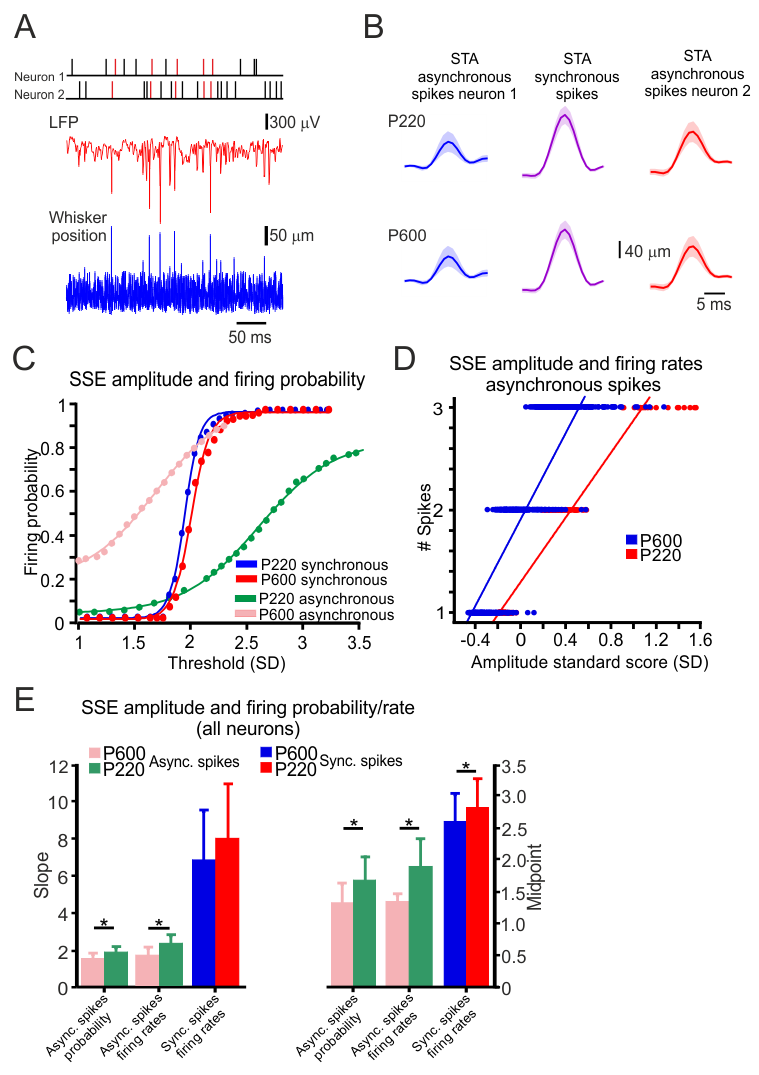 A
Neuron 1
Neuron 2
LFP
300 µV
Whisker
position
50 µm
50 ms
B
STA
asynchronous
spikes neuron 1
STA
synchronous
spikes
STA
asynchronous
spikes neuron 2
P220
P600
40 µm
5 ms
C
SSE amplitude and firing probability
Firing probability
1
0.8
0.6
0.4
0.2
0
1
1.5
2
2.5
3
3.5
Threshold (SD)
P220 synchronous
P600 synchronous
P220 asynchronous
P600 asynchronous
D
SSE amplitude and firing rates
asynchronous spikes
# Spikes
3
2
1
P600
P220
-0.4
0
0.4
0.8
1.2
1.6
Amplitude standard score (SD)
E
SSE amplitude and firing probability/rate
(all neurons)
P600
P220
Async. spikes
P600
P220
Sync. spikes
Slope
12
10
8
6
4
2
0
*
*
Async. spikes
probability
Async. spikes
firing rates
Sync. spikes
firing rates
*
*
*
3.5
3.0
2.5
2.0
1.5
1.0
0.5
0
Midpoint
Async. spikes
probability
Async. spikes
firing rates
Sync. spikes
firing rates